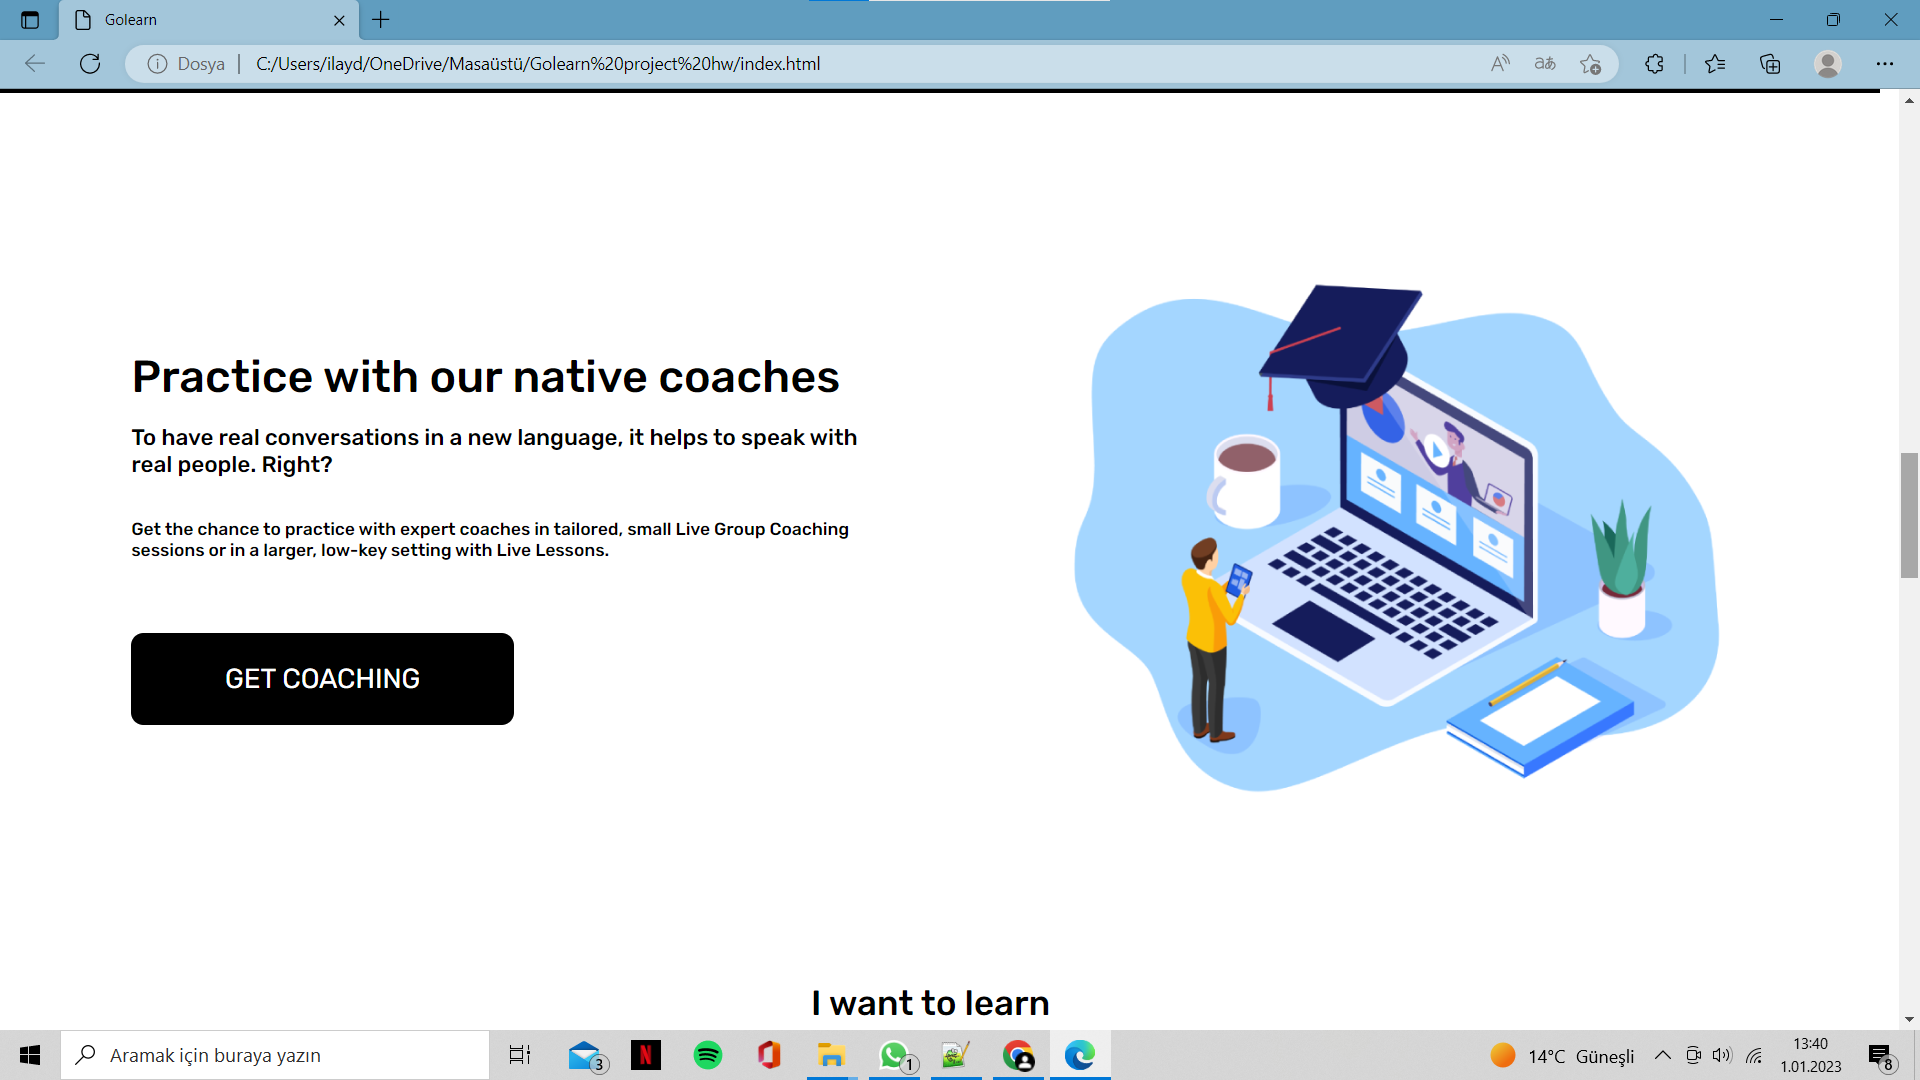 Golearn
Dosya
C:/Users/ilayd/OneDrive/Masaüstü/Golearn%20project%20hw/index.html
Practice with our native coaches
To have real conversations in a new language, it helps to speak with
real people. Right?
Get the chance to practice with expert coaches in tailored, small Live Group Coaching
sessions or in a larger, low-key setting with Live Lessons.
GET COACHING
I want to learn
Aramak için buraya yazın
3
N
1
14°C Güneşli
13:40
1.01.2023
8